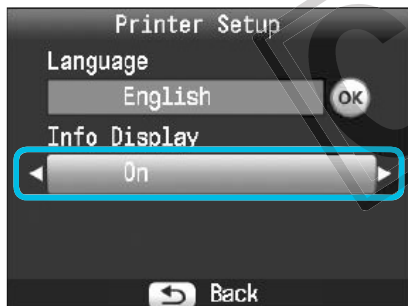 Printer Setup
Language
English OK
Info Display
On
Back